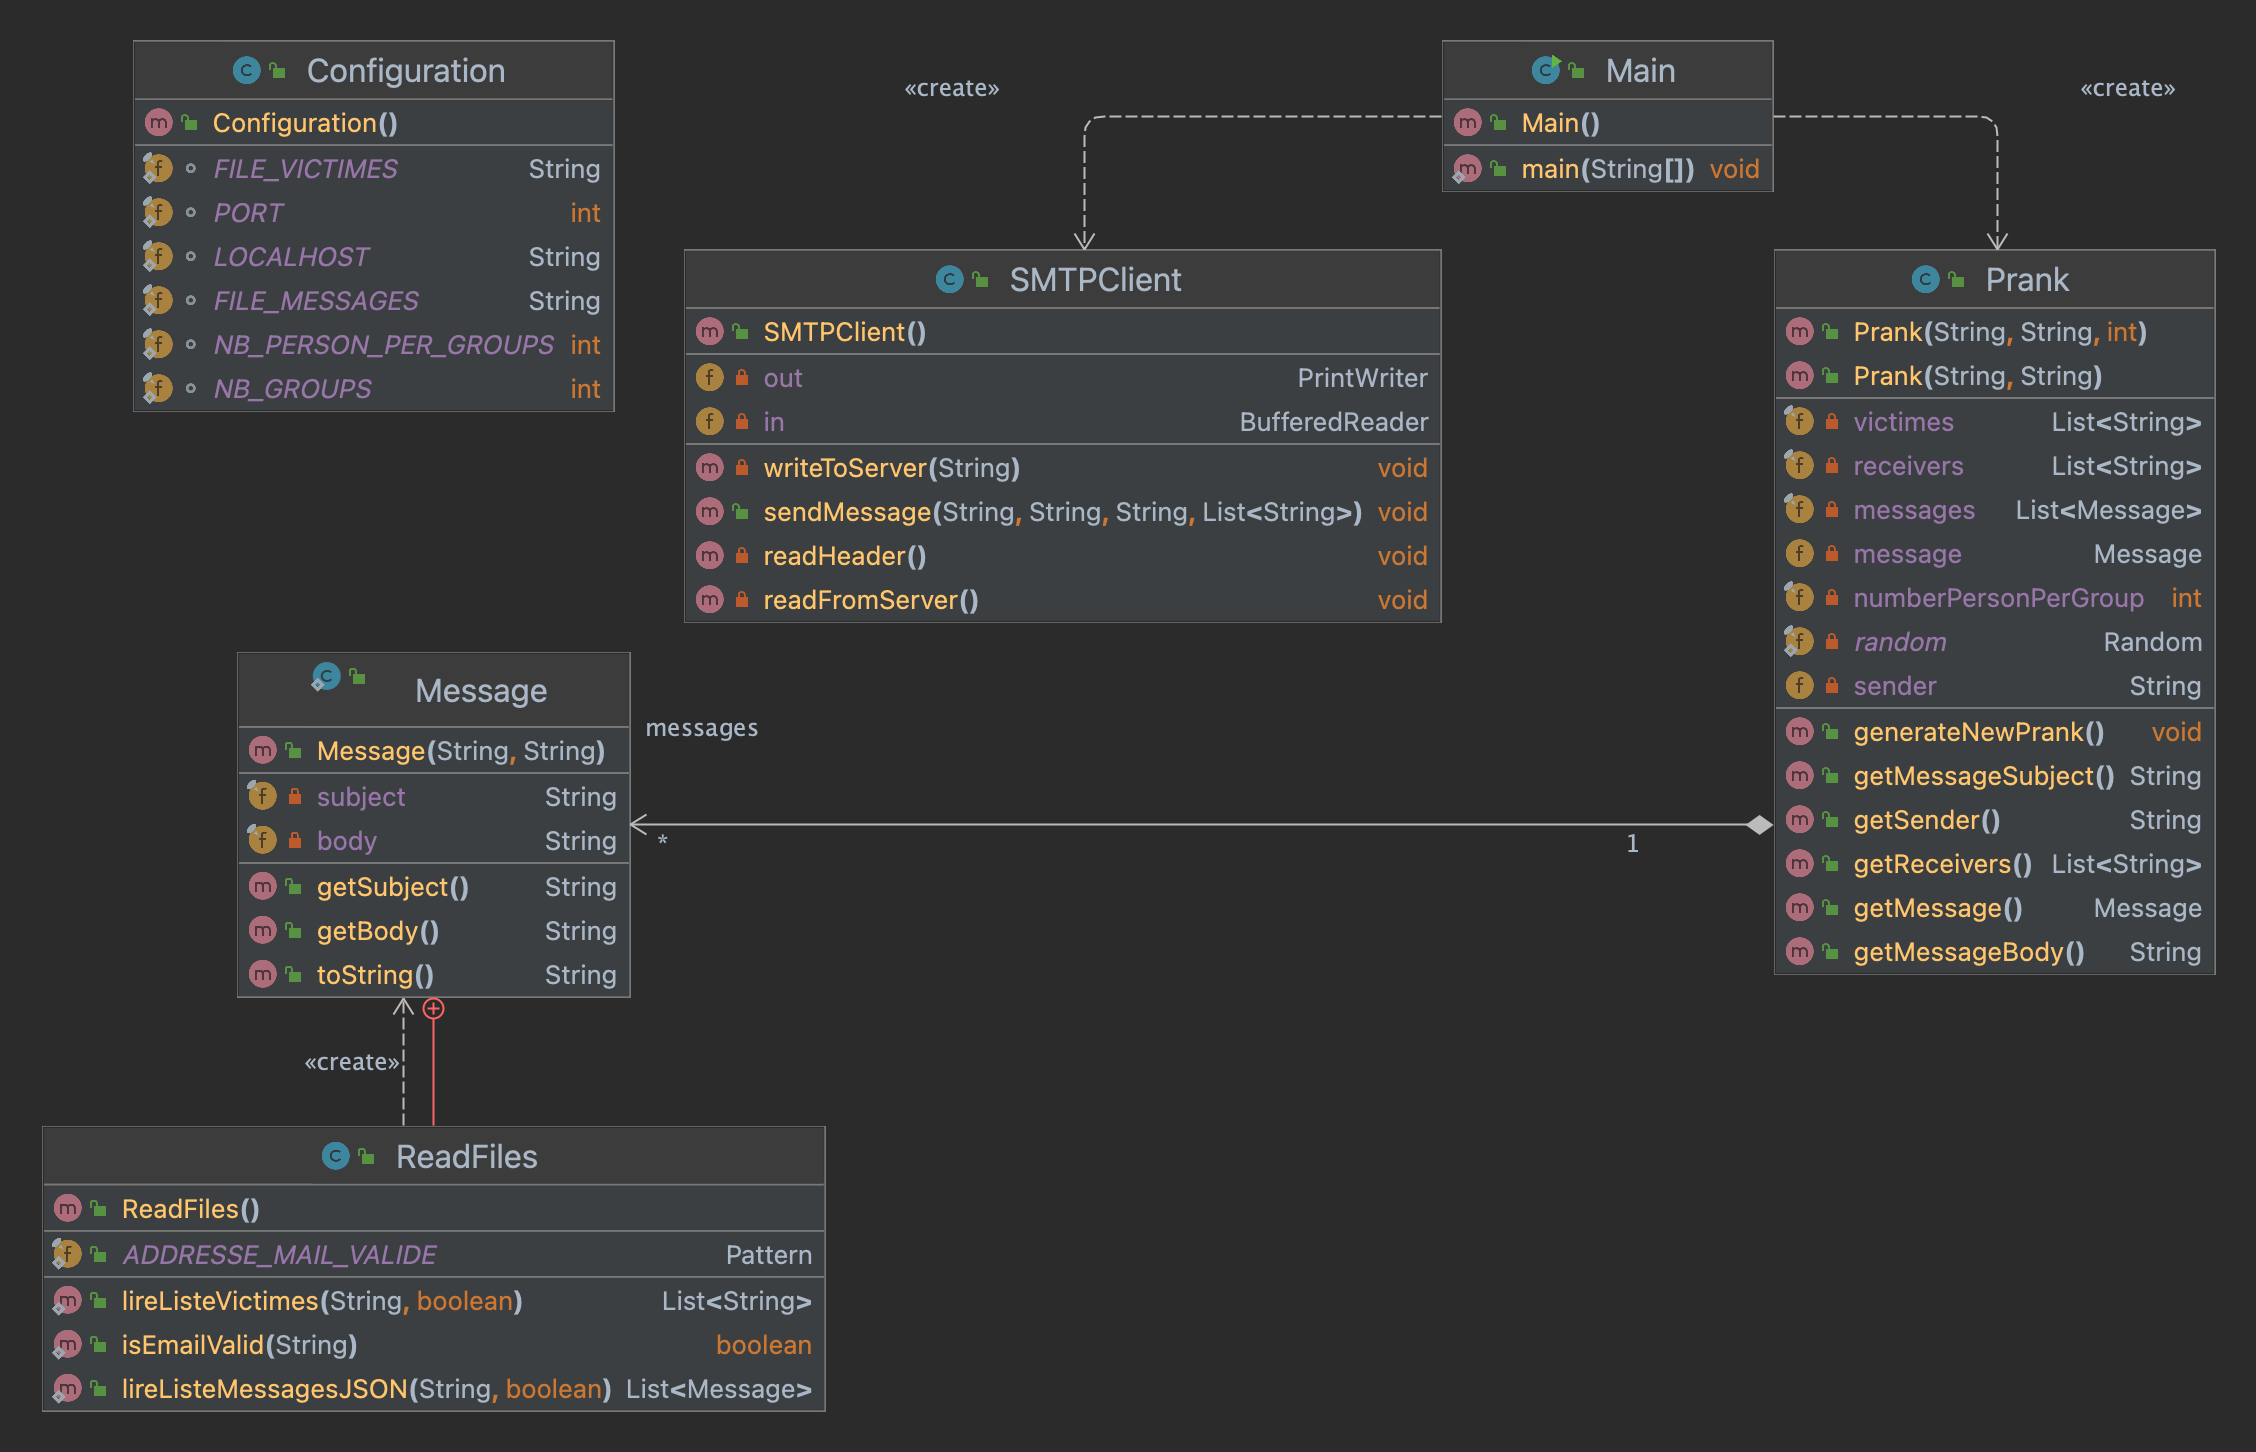 Configuration
Configuration()
FILE_VICTIMES String
PORT int
LOCALHOST String
FILE_MESSAGES String
NB_PERSON_PER_GROUPS int
NB_GROUPS int
«create»
Main
Main()
main(String[]) void
«create»
SMTPClient
SMTPClient()
out PrintWriter
in BufferedReader
writeToServer(String) void
sendMessage(String, String, String, List<String>) void
readHeader() void
readFromServer() void
Prank
Prank(String, String, int)
Prank(String, String)
victimes List<String>
receivers List<String>
messages List<Message>
message Message
numberPersonPerGroup int
random Random
sender String
generateNewPrank() void
getMessageSubject() String
getSender() String
getReceivers() List<String>
getMessage() Message
getMessageBody() String
Message
Message(String, String)
subject String
body String
getSubject() String
getBody() String
toString() String
messages
*
1
«create»
ReadFiles
ReadFiles()
ADDRESSE_MAIL_VALIDE Pattern
lireListeVictimes(String, boolean) List<String>
isEmailValid(String) boolean
lireListeMessagesJSON(String, boolean) List<Message>